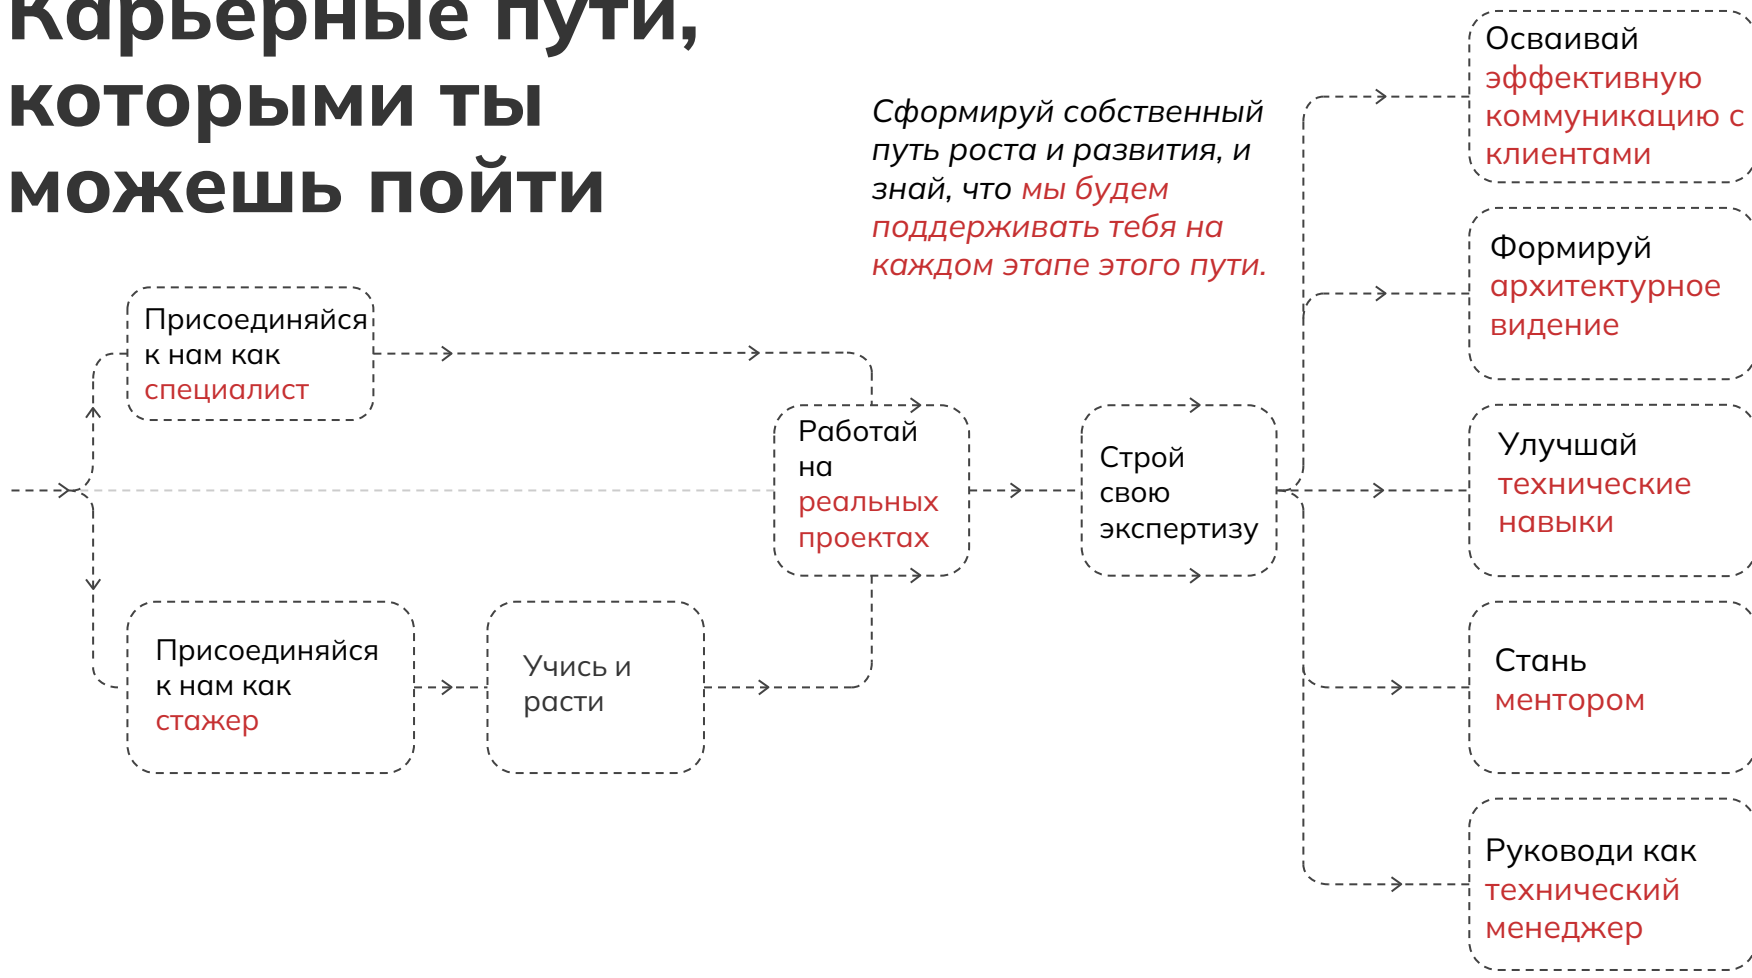 Карьерные пути,
которыми ты
можешь пойти
Сформируй собственный
путь роста и развития, и
знай, что мы будем
поддерживать тебя на
каждом этапе этого пути.
Присоединяйся
к нам как
специалист
Присоединяйся
к нам как
стажер
Учись и
расти
Работай
на
реальных
проектах
Строй
свою
экспертизу
Осваивай
эффективную
коммуникацию с
клиентами
Формируй
архитектурное
видение
Улучшай
технические
навыки
Стань
ментором
Руководи как
технический
менеджер